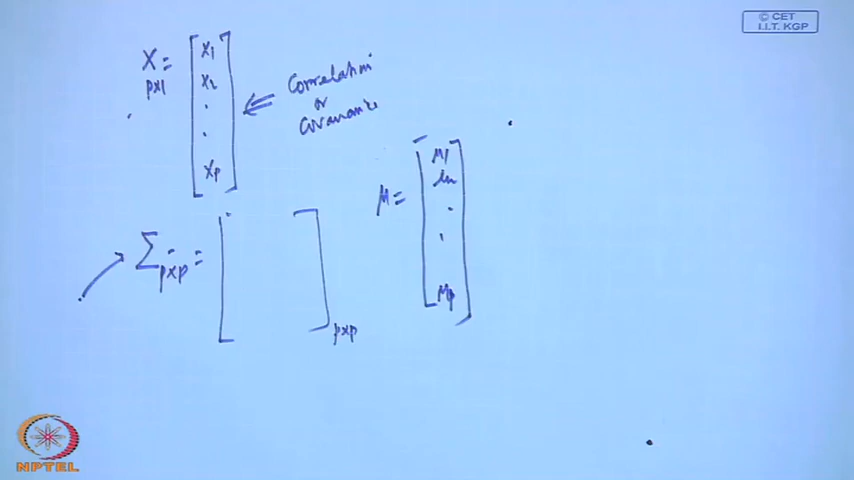 © CET
I.I.T. KGP
X = [ x1 x2 . . xp ]
p×1
Correlation
or
Covariance
μ = [ μ1 μ2 . . μp ]
Σ p×p = [ ] p×p
NPTEL